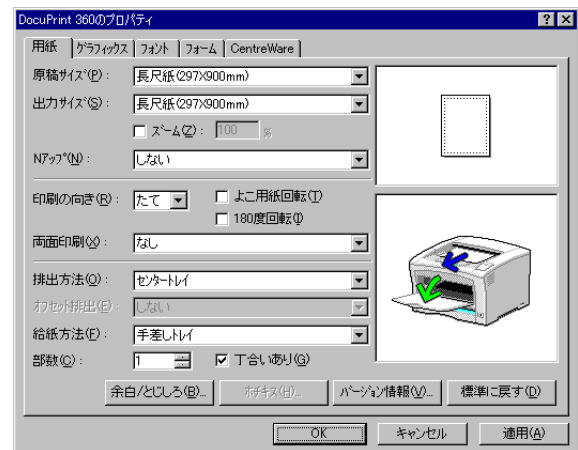 DocuPrint 360のプロパティ
用紙 グラフィックス フォント フォーム CentreWare
原稿サイズ(P): 長尺紙(297X900mm)
出力サイズ(S): 長尺紙(297X900mm)
ズーム(Z): 100 %
Nアップ(N): しない
印刷の向き(R): たて よこ用紙回転(T)
180度回転(I)
両面印刷(X): なし
排出方法(O): センタートレイ
オフセット排出(E): しない
給紙方法(F): 手差しトレイ
部数(C): 1 丁合いあり(G)
余白/とじしろ(B)... ホチキス(H)... バージョン情報(V)... 標準に戻す(D)
OK キャンセル 適用(A)